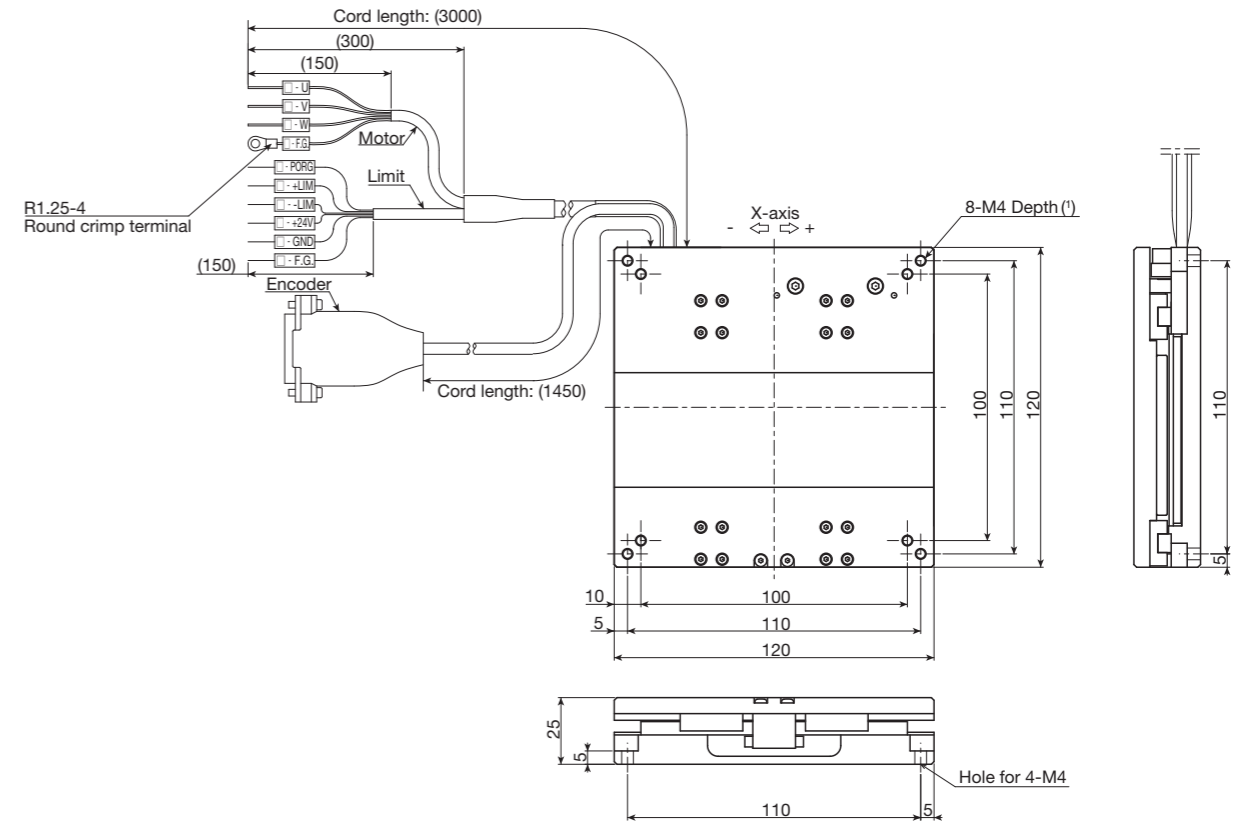 Cord length: (3000)
(300)
(150)
□ - U
□ - V
□ - W
□ - F.G.
Motor
□ - PORG
□ - +LIM
□ - -LIM
□ - +24V
□ - GND
□ - F.G.
Limit
R1.25-4
Round crimp terminal
(150)
Encoder
Cord length: (1450)
X-axis
- +
8-M4 Depth (¹)
100
110
120
110
5
10
100
5
110
120
25
5
Hole for 4-M4
110
5